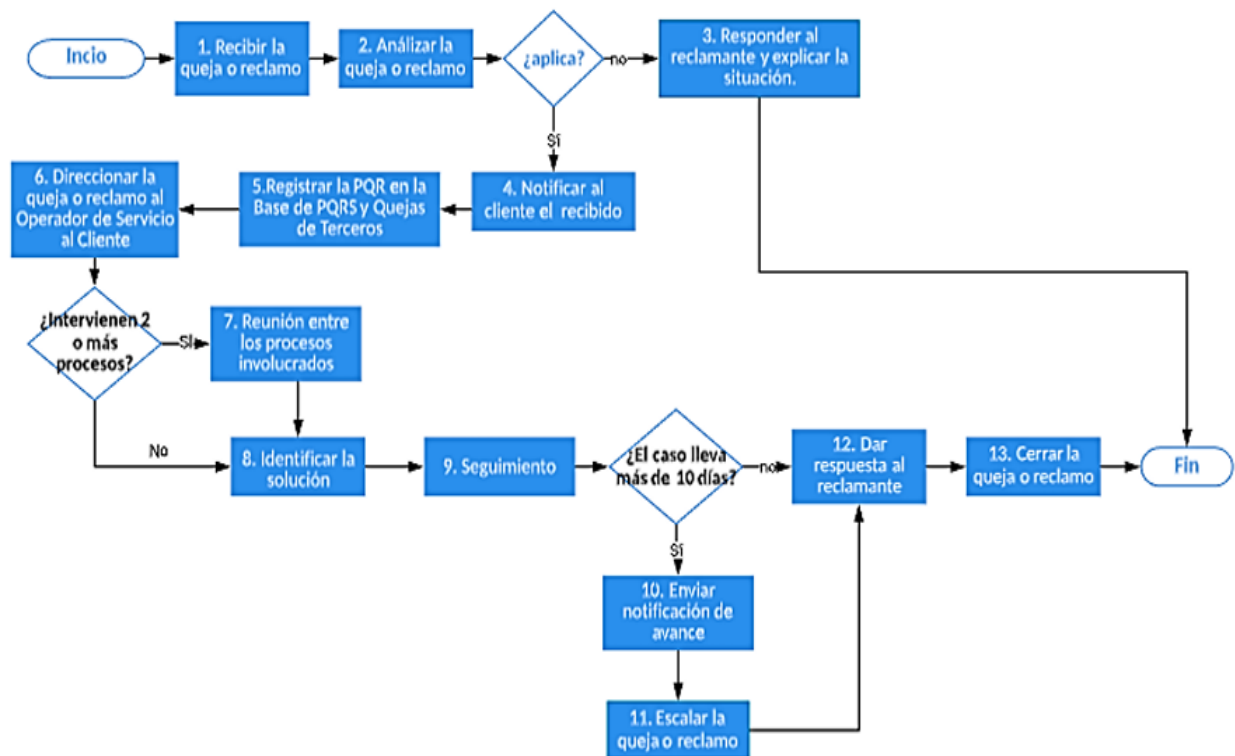 Incio
1. Recibir la
queja o reclamo
2. Análizar la
queja o reclamo
¿aplica?
no
3. Responder al
reclamante y explicar la
situación.
Sí
4. Notificar al
cliente el recibido
5.Registrar la PQR en la
Base de PQRS y Quejas
de Terceros
6. Direccionar la
queja o reclamo al
Operador de Servicio
al Cliente
¿Intervienen 2
o más
procesos?
Sí
7. Reunión entre
los procesos
involucrados
No
8. Identificar la
solución
9. Seguimiento
¿El caso lleva
más de 10 días?
no
12. Dar
respuesta al
reclamante
13. Cerrar la
queja o reclamo
Fin
Sí
10. Enviar
notificación de
avance
11. Escalar la
queja o reclamo